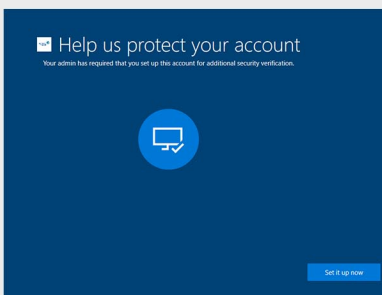 Help us protect your account
Your admin has required that you set up this account for additional security verification.
Set it up now